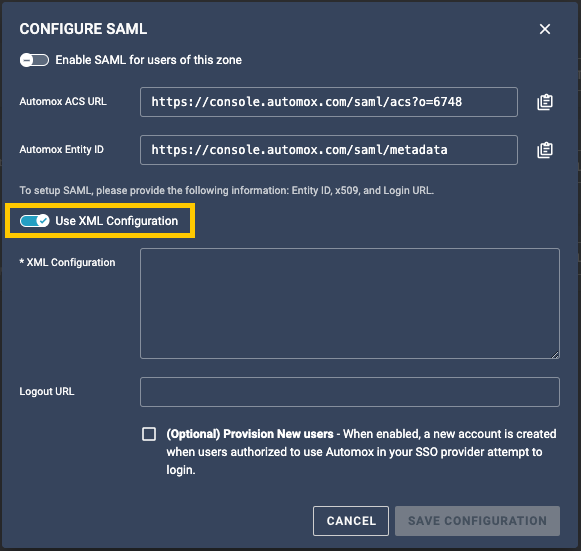 CONFIGURE SAML
Enable SAML for users of this zone
Automox ACS URL
https://console.automox.com/saml/acs?o=6748
Automox Entity ID
https://console.automox.com/saml/metadata
To setup SAML, please provide the following information: Entity ID, x509, and Login URL.
Use XML Configuration
* XML Configuration
Logout URL
(Optional) Provision New users - When enabled, a new account is created
when users authorized to use Automox in your SSO provider attempt to
login.
CANCEL
SAVE CONFIGURATION